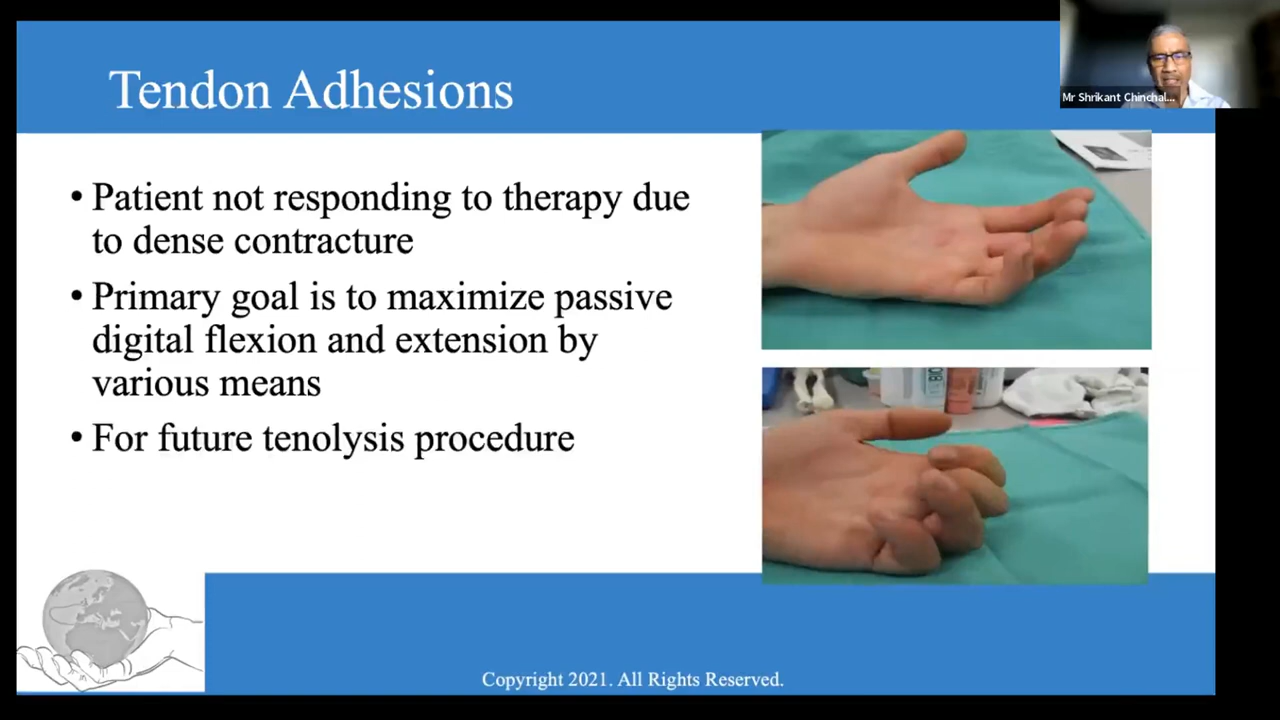 Tendon Adhesions
Mr Shrikant Chinchal...
• Patient not responding to therapy due
to dense contracture
• Primary goal is to maximize passive
digital flexion and extension by
various means
• For future tenolysis procedure
Copyright 2021. All Rights Reserved.